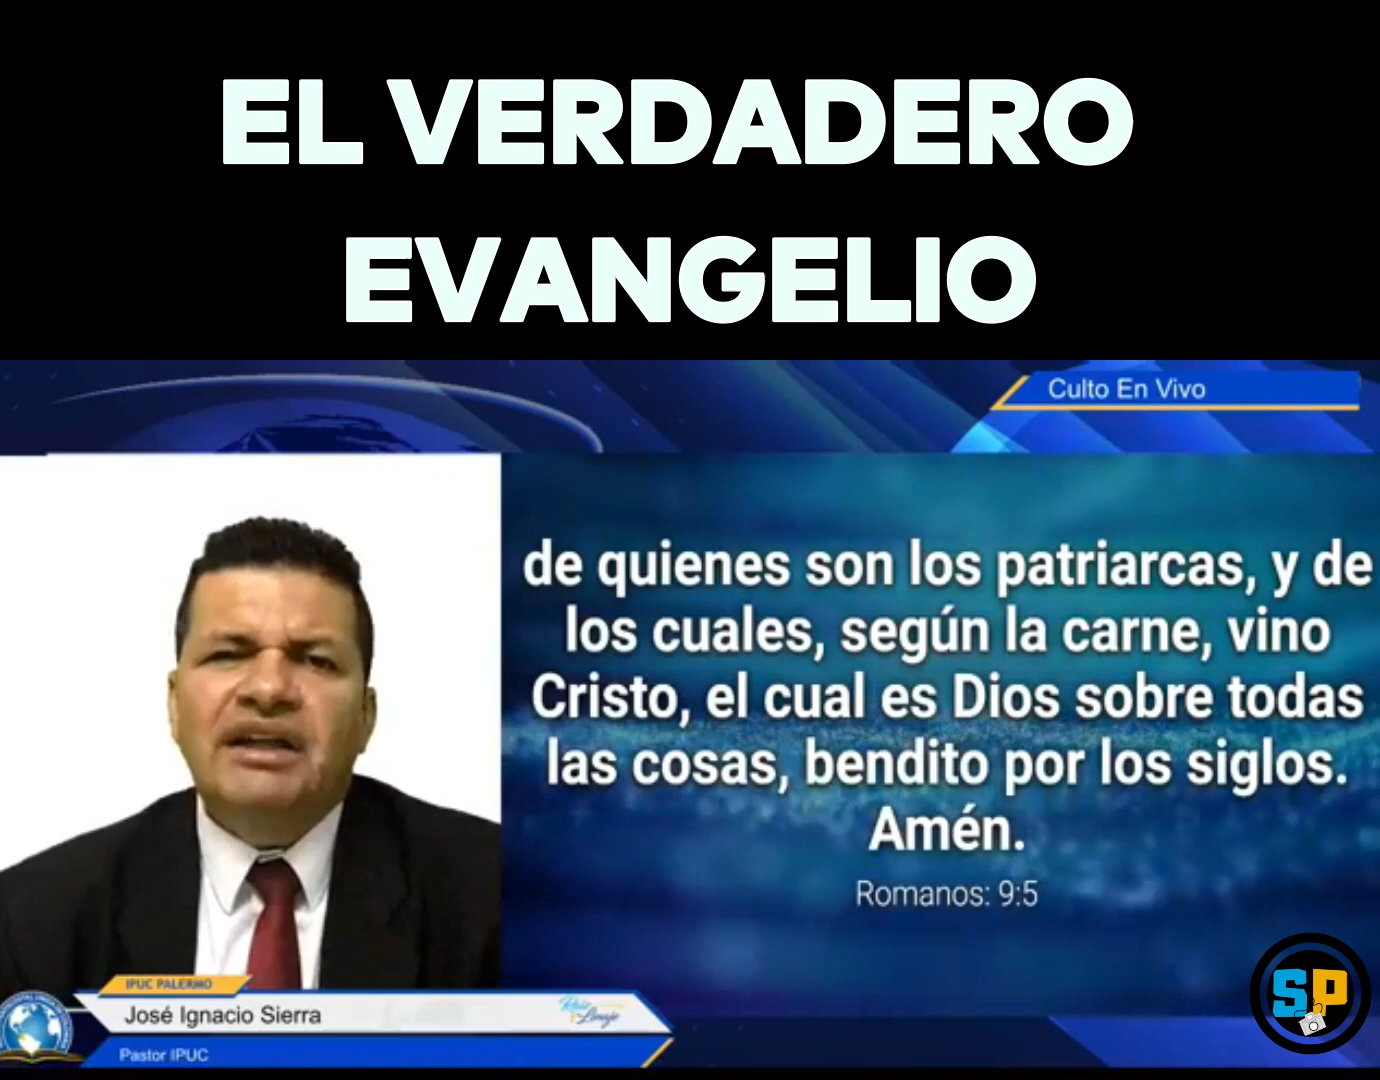 EL VERDADERO
EVANGELIO
Culto En Vivo
de quienes son los patriarcas, y de
los cuales, según la carne, vino
Cristo, el cual es Dios sobre todas
las cosas, bendito por los siglos.
Amén.
Romanos: 9:5
IPUC PALERMO
José Ignacio Sierra
Raíz
y Linaje
Pastor IPUC
SP